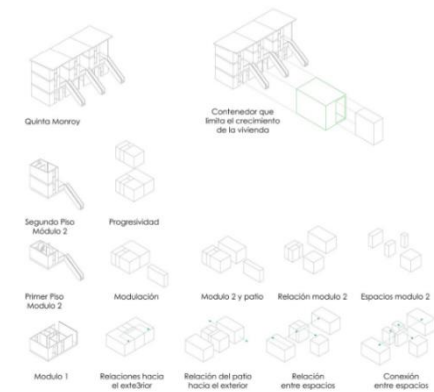 Quinta Monroy
Contenedor que
limita el crecimiento
de la vivienda
Segundo Piso
Módulo 2
Progresividad
Primer Piso
Modulo 2
Modulación
Modulo 2 y patio
Relación modulo 2
Espacios modulo 2
Modulo 1
Relaciones hacia
el exte3rior
Relación del patio
hacia el exterior
Relación
entre espacios
Conexión
entre espacios